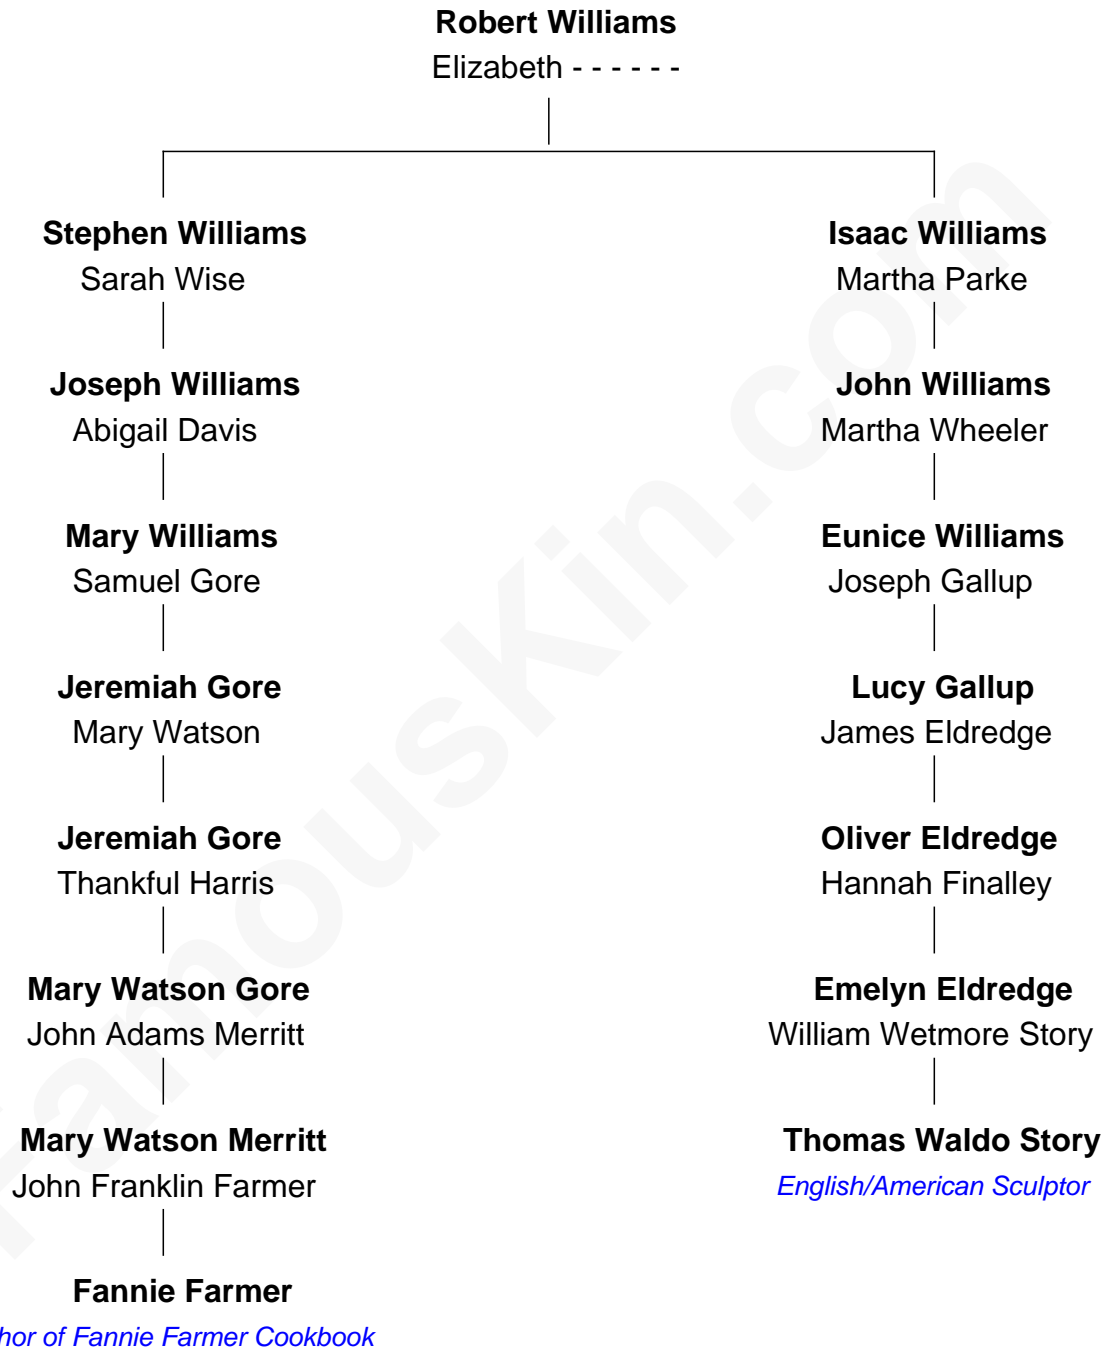 Robert Williams
Elizabeth - - - - - -
Stephen Williams
Sarah Wise
Joseph Williams
Abigail Davis
Mary Williams
Samuel Gore
Jeremiah Gore
Mary Watson
Jeremiah Gore
Thankful Harris
Mary Watson Gore
John Adams Merritt
Mary Watson Merritt
John Franklin Farmer
Fannie Farmer
hor of Fannie Farmer Cookbook
Isaac Williams
Martha Parke
John Williams
Martha Wheeler
Eunice Williams
Joseph Gallup
Lucy Gallup
James Eldredge
Oliver Eldredge
Hannah Finalley
Emelyn Eldredge
William Wetmore Story
Thomas Waldo Story
English/American Sculptor
FamousKin.com